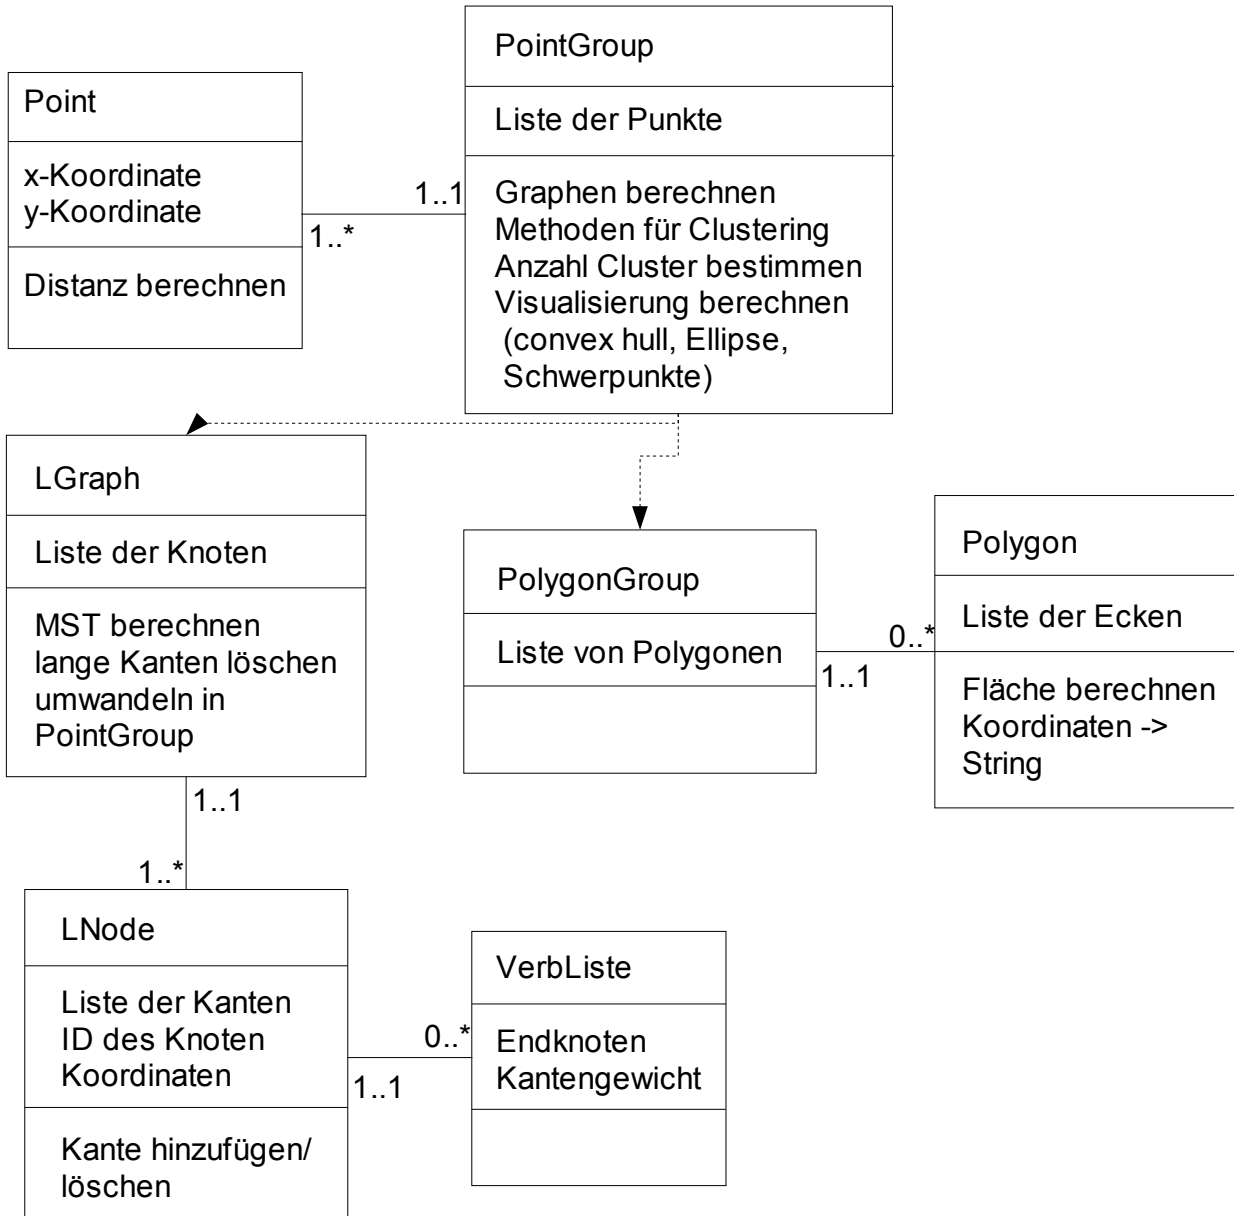 Point
x-Koordinate
y-Koordinate
Distanz berechnen
1..1
1..*
PointGroup
Liste der Punkte
Graphen berechnen
Methoden für Clustering
Anzahl Cluster bestimmen
Visualisierung berechnen
(convex hull, Ellipse,
Schwerpunkte)
LGraph
Liste der Knoten
MST berechnen
lange Kanten löschen
umwandeln in
PointGroup
PolygonGroup
Liste von Polygonen
0..*
1..1
Polygon
Liste der Ecken
Fläche berechnen
Koordinaten ->
String
1..1
1..*
LNode
Liste der Kanten
ID des Knoten
Koordinaten
Kante hinzufügen/
löschen
0..*
1..1
VerbListe
Endknoten
Kantengewicht